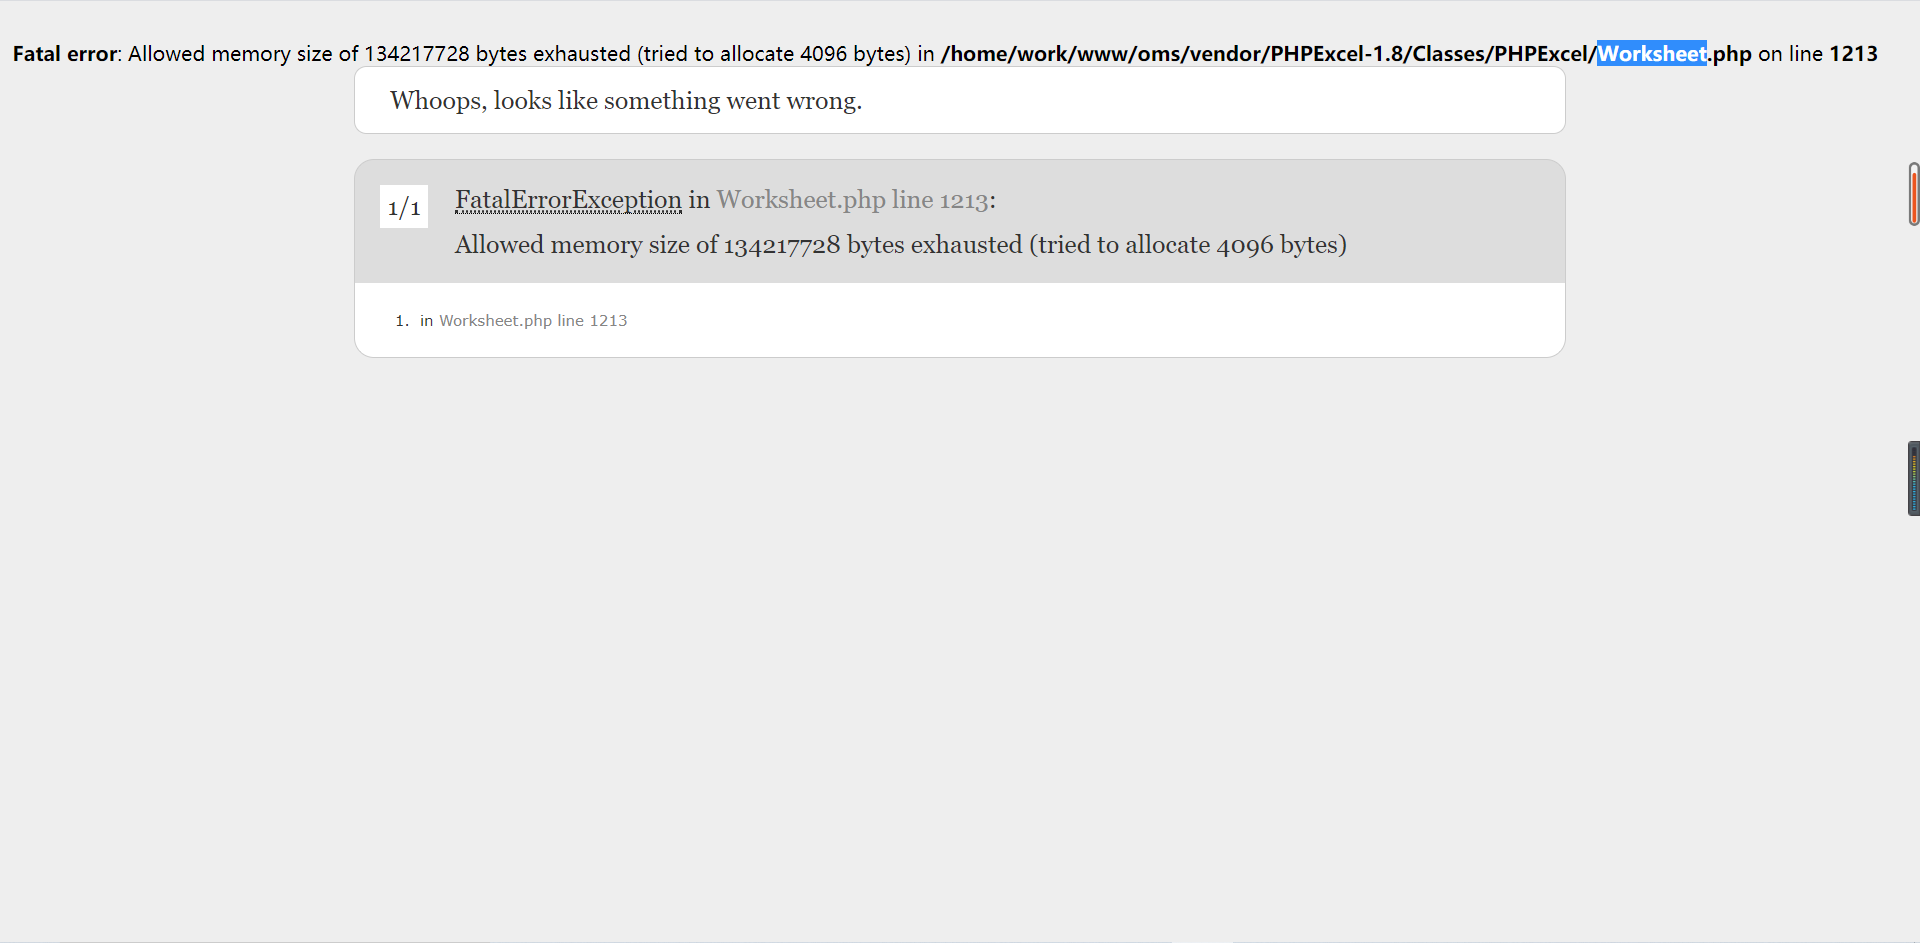 Fatal error: Allowed memory size of 134217728 bytes exhausted (tried to allocate 4096 bytes) in /home/work/www/oms/vendor/PHPExcel-1.8/Classes/PHPExcel/Worksheet.php on line 1213
Whoops, looks like something went wrong.
1/1
FatalErrorException in Worksheet.php line 1213:
Allowed memory size of 134217728 bytes exhausted (tried to allocate 4096 bytes)
1. in Worksheet.php line 1213